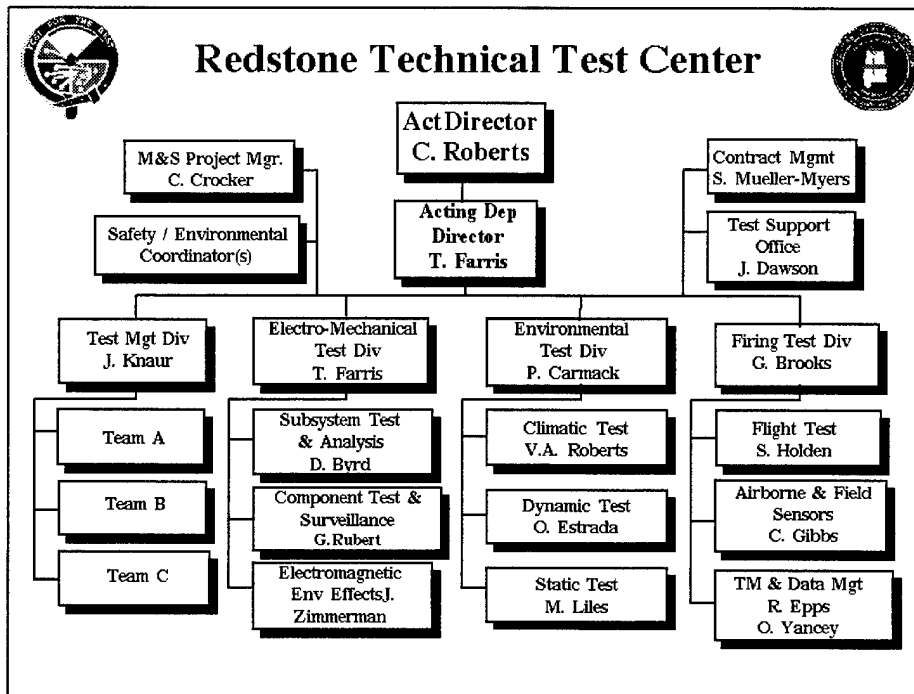 TEST FOR THE BEST
Redstone Technical Test Center
Act Director
C. Roberts
M&S Project Mgr.
C. Crocker
Contract Mgmt
S. Mueller-Myers
Acting Dep
Director
T. Farris
Safety / Environmental
Coordinator(s)
Test Support
Office
J. Dawson
Test Mgt Div
J. Knaur
Electro-Mechanical
Test Div
T. Farris
Environmental
Test Div
P. Carmack
Firing Test Div
G. Brooks
Team A
Team B
Team C
Subsystem Test
& Analysis
D. Byrd
Component Test &
Surveillance
G.Rubert
Electromagnetic
Env EffectsJ.
Zimmerman
Climatic Test
V.A. Roberts
Dynamic Test
O. Estrada
Static Test
M. Liles
Flight Test
S. Holden
Airborne & Field
Sensors
C. Gibbs
TM & Data Mgt
R. Epps
O. Yancey